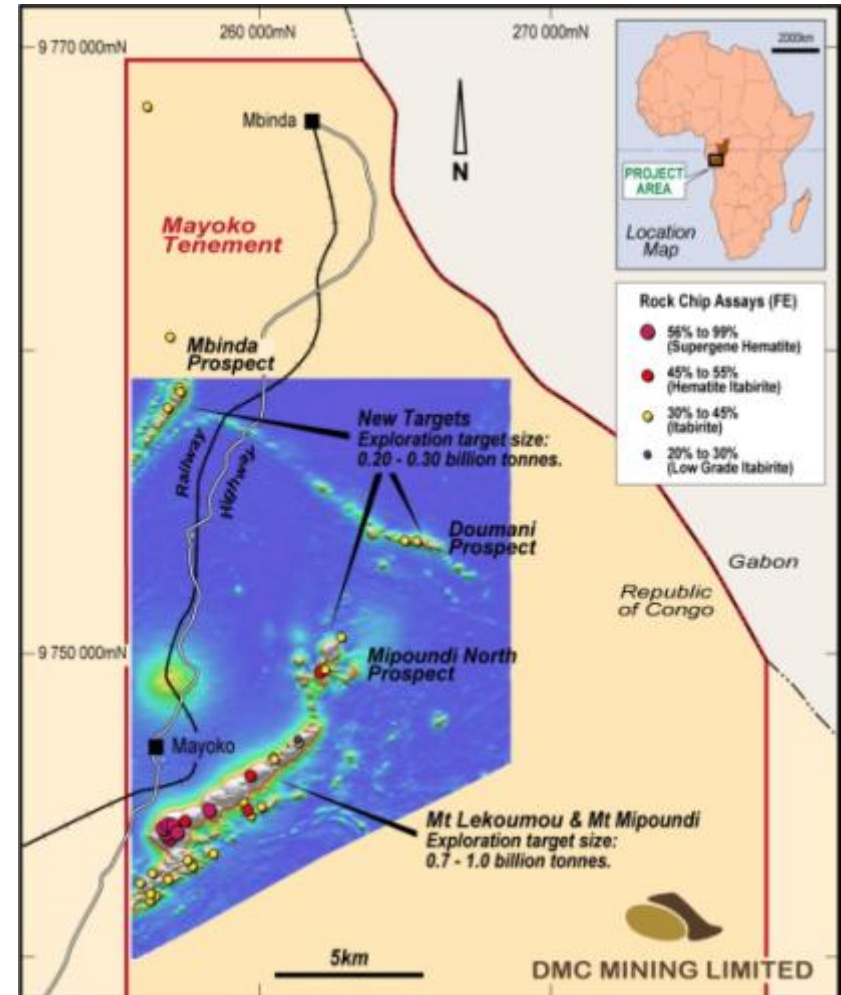 260 000mN
270 000mN
9 770 000mN
Mbinda
N
2000km
PROJECT
AREA
Location
Map
Mayoko
Tenement
Rock Chip Assays (FE)
56% to 99%
(Supergene Hematite)
45% to 55%
(Hematite Itabirite)
30% to 45%
(Itabirite)
20% to 30%
(Low Grade Itabirite)
Mbinda
Prospect
New Targets
Exploration target size:
0.20 - 0.30 billion tonnes.
Railway
Highway
Doumani
Prospect
Gabon
Republic
of Congo
9 750 000mN
Mipoundi North
Prospect
Mayoko
Mt Lekoumou & Mt Mipoundi
Exploration target size:
0.7 - 1.0 billion tonnes.
5km
DMC MINING LIMITED